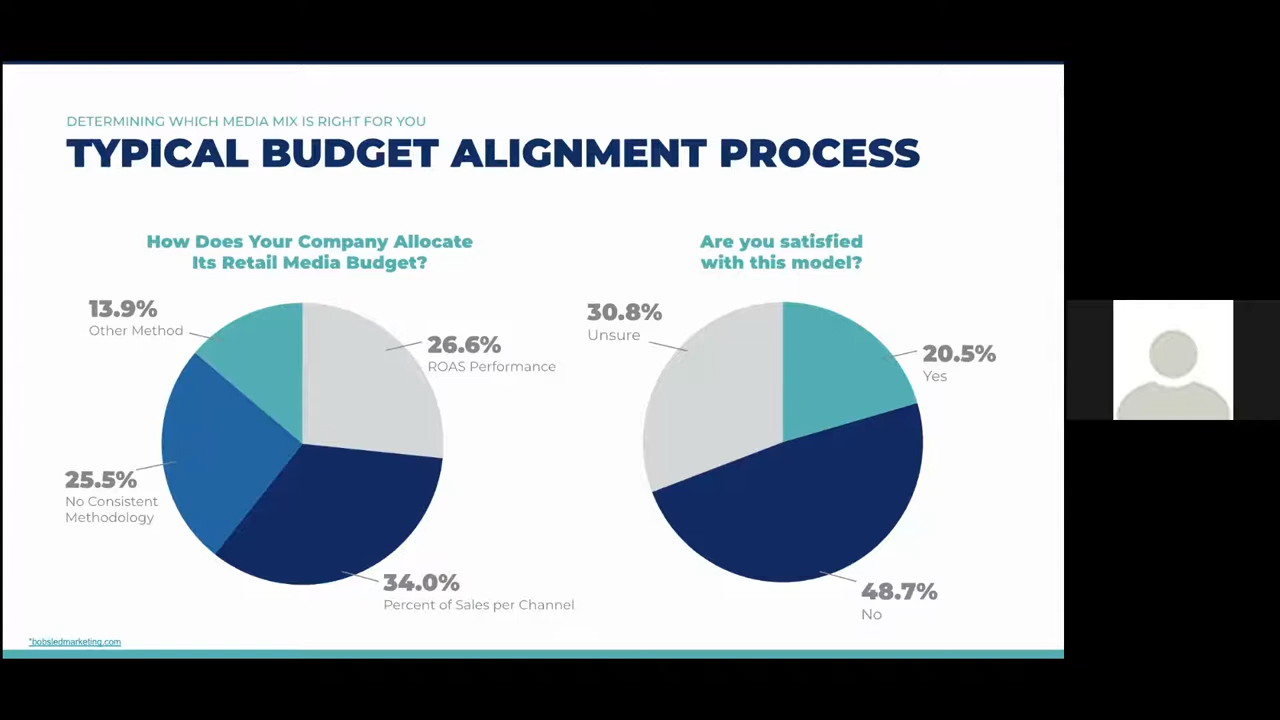 DETERMINING WHICH MEDIA MIX IS RIGHT FOR YOU
TYPICAL BUDGET ALIGNMENT PROCESS
How Does Your Company Allocate
Its Retail Media Budget?
13.9%
Other Method
26.6%
ROAS Performance
25.5%
No Consistent
Methodology
34.0%
Percent of Sales per Channel
Are you satisfied
with this model?
30.8%
Unsure
20.5%
Yes
48.7%
No
*bobsledmarketing.com